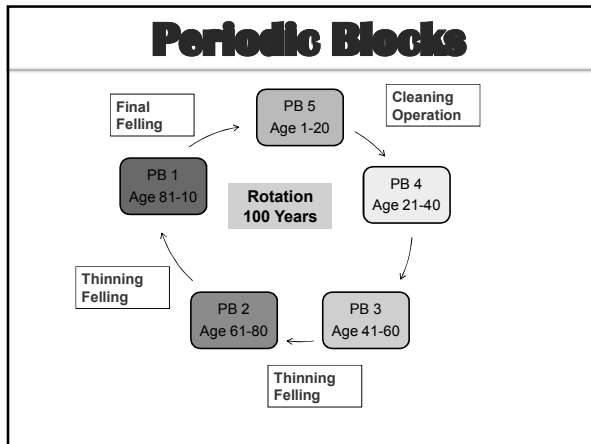 Periodic Blocks
Final
Felling
PB 5
Age 1-20
Cleaning
Operation
PB 1
Age 81-10
Rotation
100 Years
PB 4
Age 21-40
Thinning
Felling
PB 2
Age 61-80
PB 3
Age 41-60
Thinning
Felling